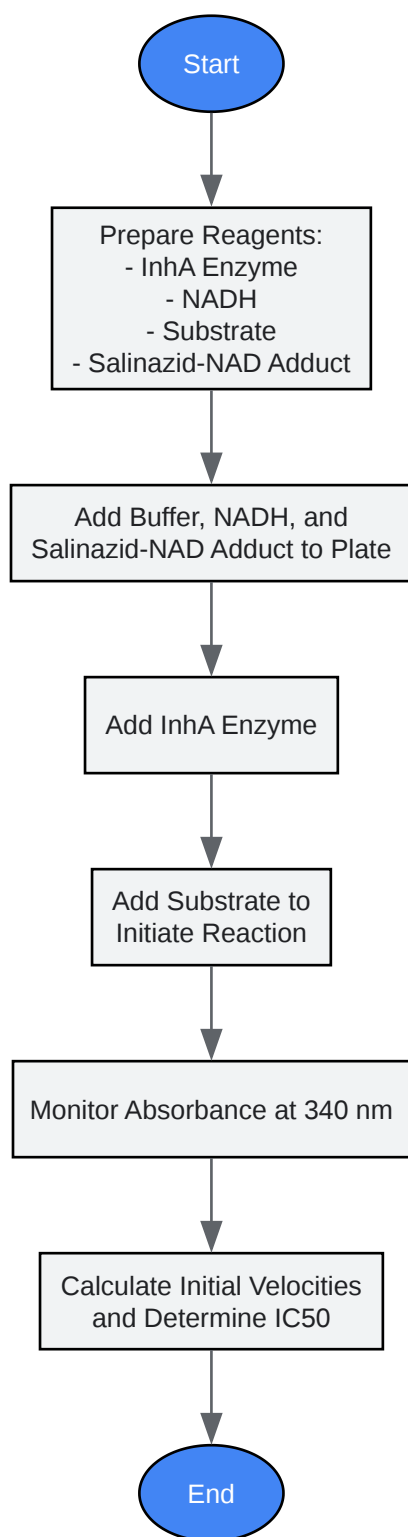 Start
Prepare Reagents:
- InhA Enzyme
- NADH
- Substrate
- Salinazid-NAD Adduct
Add Buffer, NADH, and
Salinazid-NAD Adduct to Plate
Add InhA Enzyme
Add Substrate to
Initiate Reaction
Monitor Absorbance at 340 nm
Calculate Initial Velocities
and Determine IC50
End